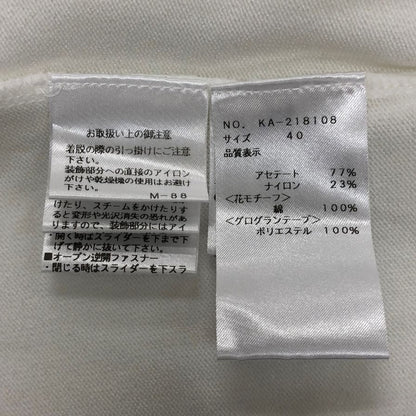 お取扱い上の御注意
着脱の際の引っ掛けにご注意
下さい。
装飾部分への直接のアイロン
がけや乾燥機の使用はお避け
下さい。
M-88
けたり、スチームをかけたりす
ると変形や光沢消失の恐れがあ
りますので、装飾部分にはアイ
・開く時はスライダーを下まで下
げて静かに抜いて下さい。
■オープン逆開ファスナー
・閉じる時はスライダーを下スラ
NO. KA-218108
サイズ 40
品質表示
アセテート 77%
ナイロン 23%
<花モチーフ>
綿 100%
<グログランテープ>
ポリエステル 100%